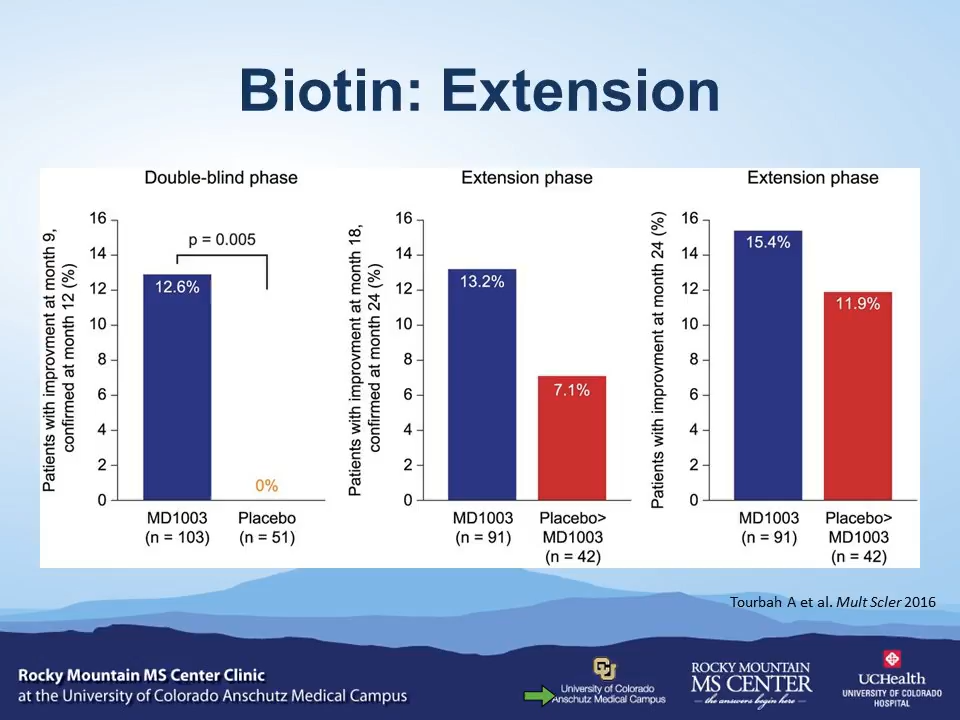 Biotin: Extension
Double-blind phase
Patients with improvment at month 9,
confirmed at month 12 (%)
16
14
12
10
8
6
4
2
0
p = 0.005
12.6%
0%
MD1003
(n = 103)
Placebo
(n = 51)
Extension phase
Patients with improvment at month 18,
confirmed at month 24 (%)
16
14
12
10
8
6
4
2
0
13.2%
7.1%
MD1003
(n = 91)
Placebo>
MD1003
(n = 42)
Extension phase
Patients with improvment at month 24 (%)
16
14
12
10
8
6
4
2
0
15.4%
11.9%
MD1003
(n = 91)
Placebo>
MD1003
(n = 42)
Tourbah A et al. Mult Scler 2016
Rocky Mountain MS Center Clinic
at the University of Colorado Anschutz Medical Campus
CU
University of Colorado
Anschutz Medical Campus
ROCKY MOUNTAIN
MS CENTER
the answers begin here
UCHealth
UNIVERSITY OF COLORADO
HOSPITAL